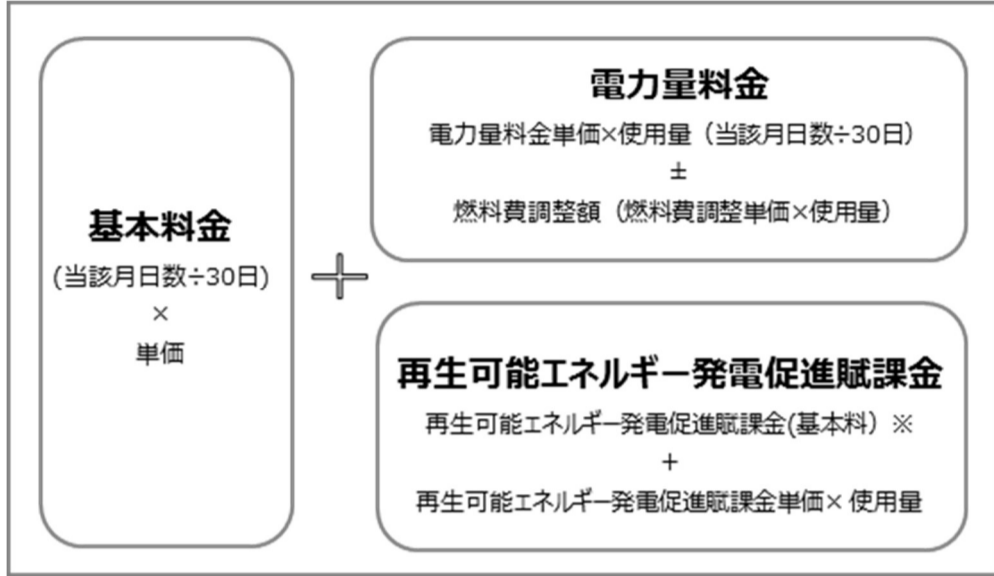 基本料金
(当該月日数÷30日)
×
単価
＋
電力量料金
電力量料金単価×使用量（当該月日数÷30日）
±
燃料費調整額（燃料費調整単価×使用量）
再生可能エネルギー発電促進賦課金
再生可能エネルギー発電促進賦課金(基本料）※
+
再生可能エネルギー発電促進賦課金単価× 使用量